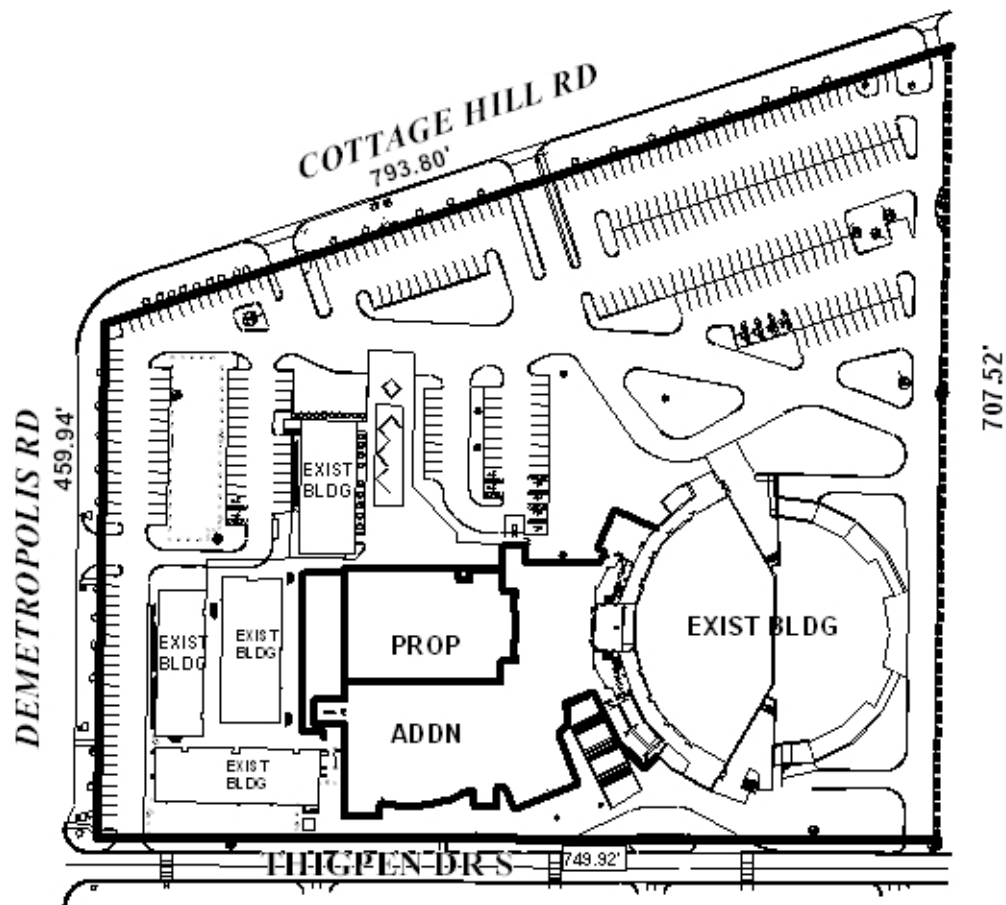 COTTAGE HILL RD
793.80'
DEMETROPOLIS RD
459.94'
707.52'
EXIST
BLDG
EXIST
BLDG
EXIST
BLDG
EXIST
BLDG
PROP
ADDN
EXIST BLDG
THIGPEN DR S
749.92'